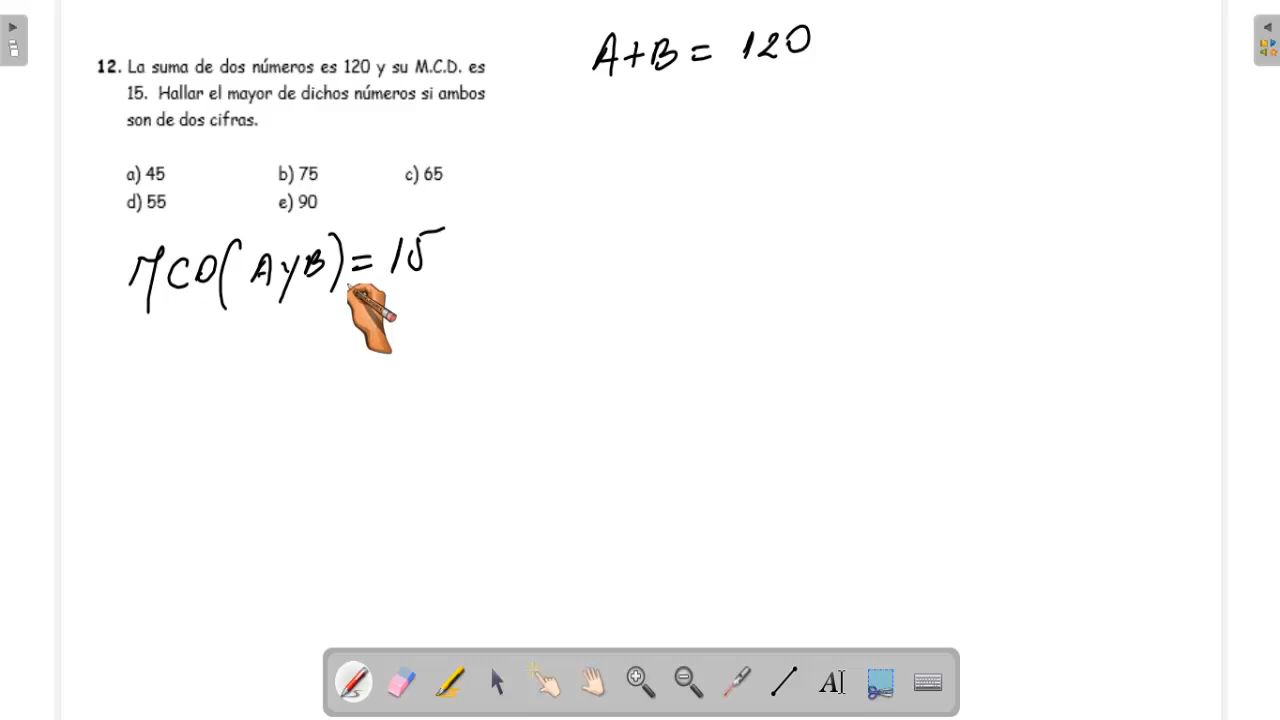 A+B = 120
12. La suma de dos números es 120 y su M.C.D. es
15. Hallar el mayor de dichos números si ambos
son de dos cifras.
a) 45 b) 75 c) 65
d) 55 e) 90
MCD( A y B) = 15
A